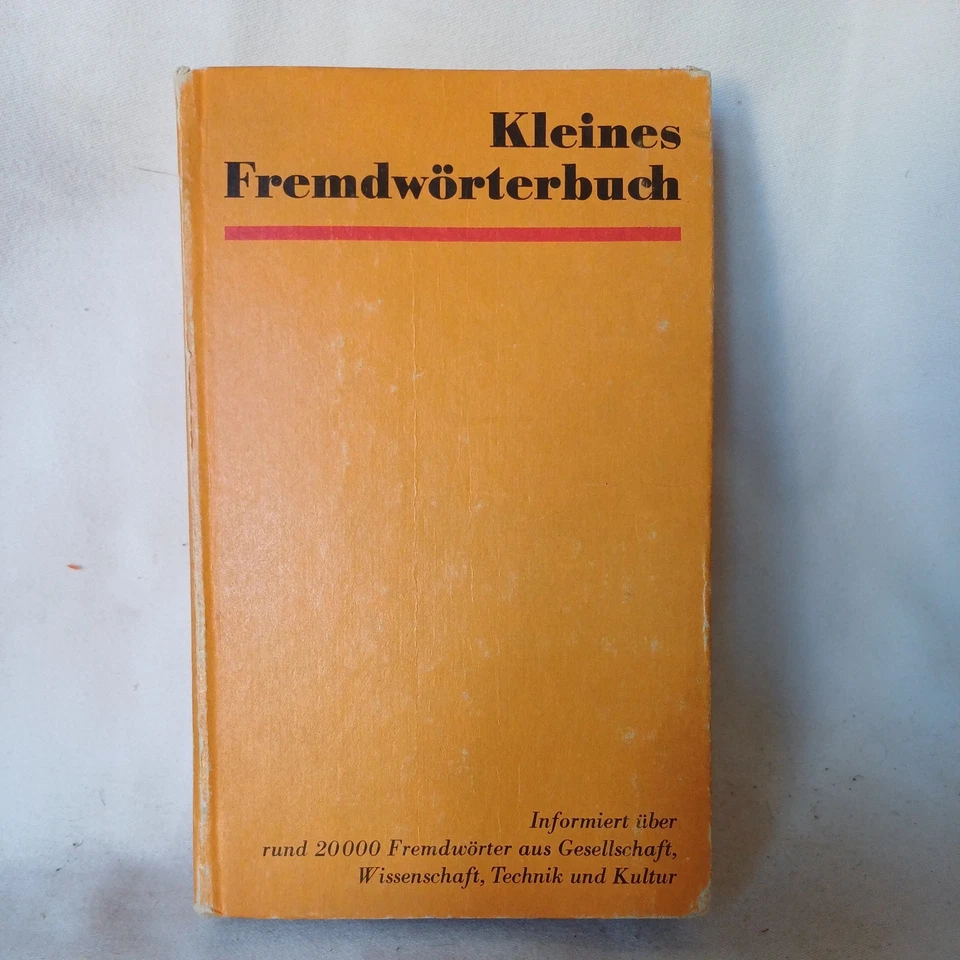 Kleines
Fremdwörterbuch
Informiert über
rund 20000 Fremdwörter aus Gesellschaft,
Wissenschaft, Technik und Kultur